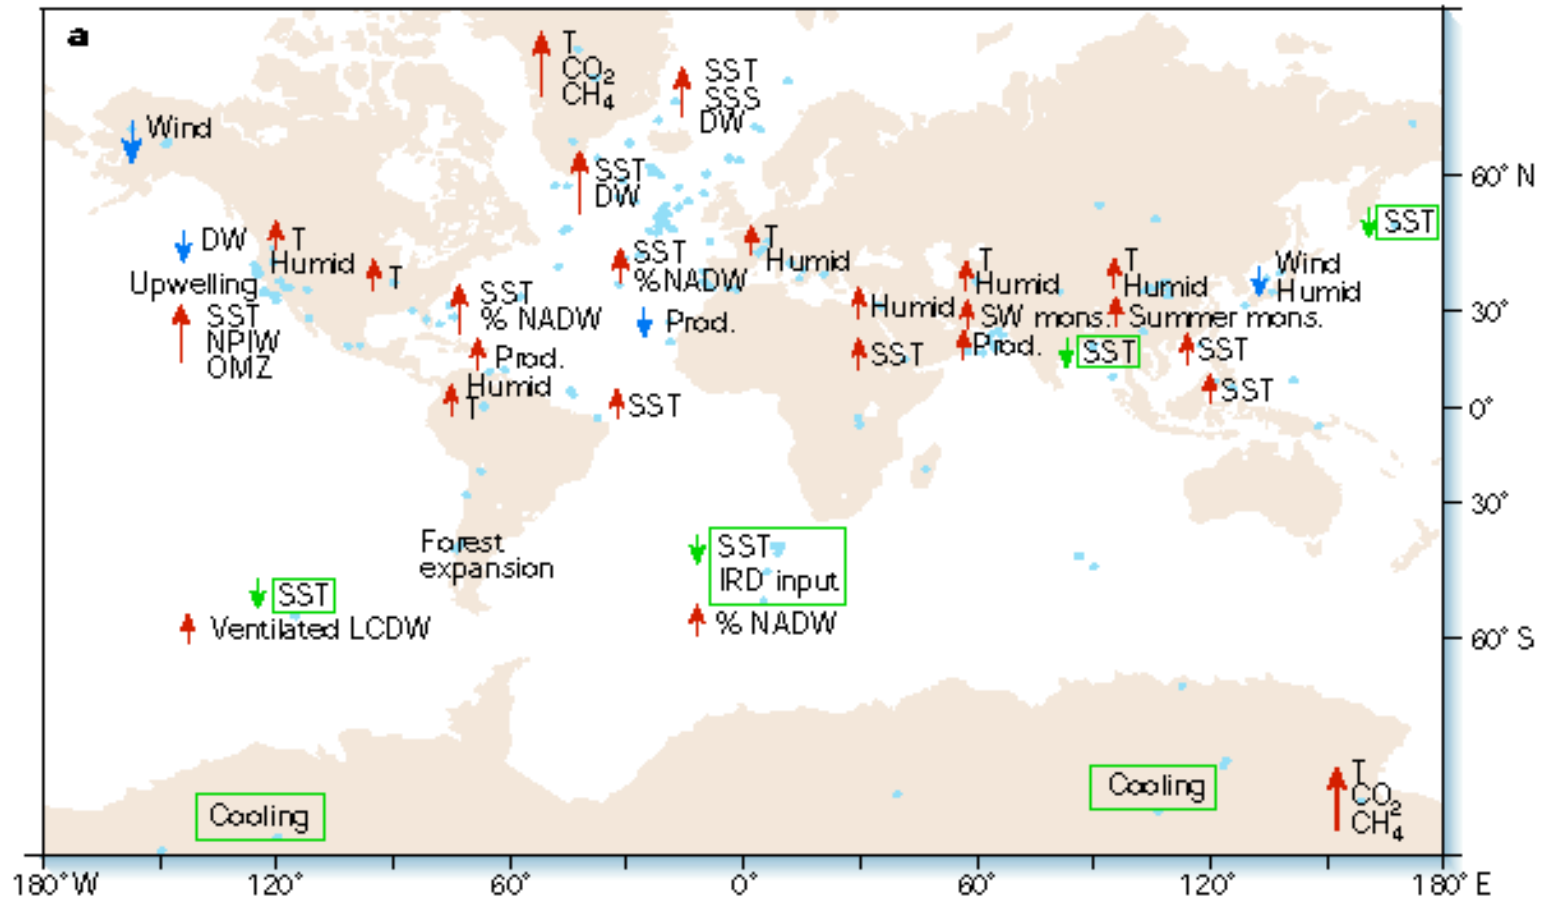 a
T
CO₂
CH₄
SST
SSS
DW
Wind
SST
DW
60° N
SST
DW
T
Humid
T
Upwelling
SST
NPIW
OMZ
SST
% NADW
SST
%NADW
T
Humid
Prod.
Prod.
Humid
T
SST
Humid
SST
T
Humid
SW mons.
Prod.
SST
T
Humid
Summer mons.
SST
SST
Wind
Humid
30°
0°
30°
Forest
expansion
SST
IRD input
% NADW
SST
Ventilated LCDW
60° S
Cooling
Cooling
T
CO₂
CH₄
180° W
120°
60°
0°
60°
120°
180° E